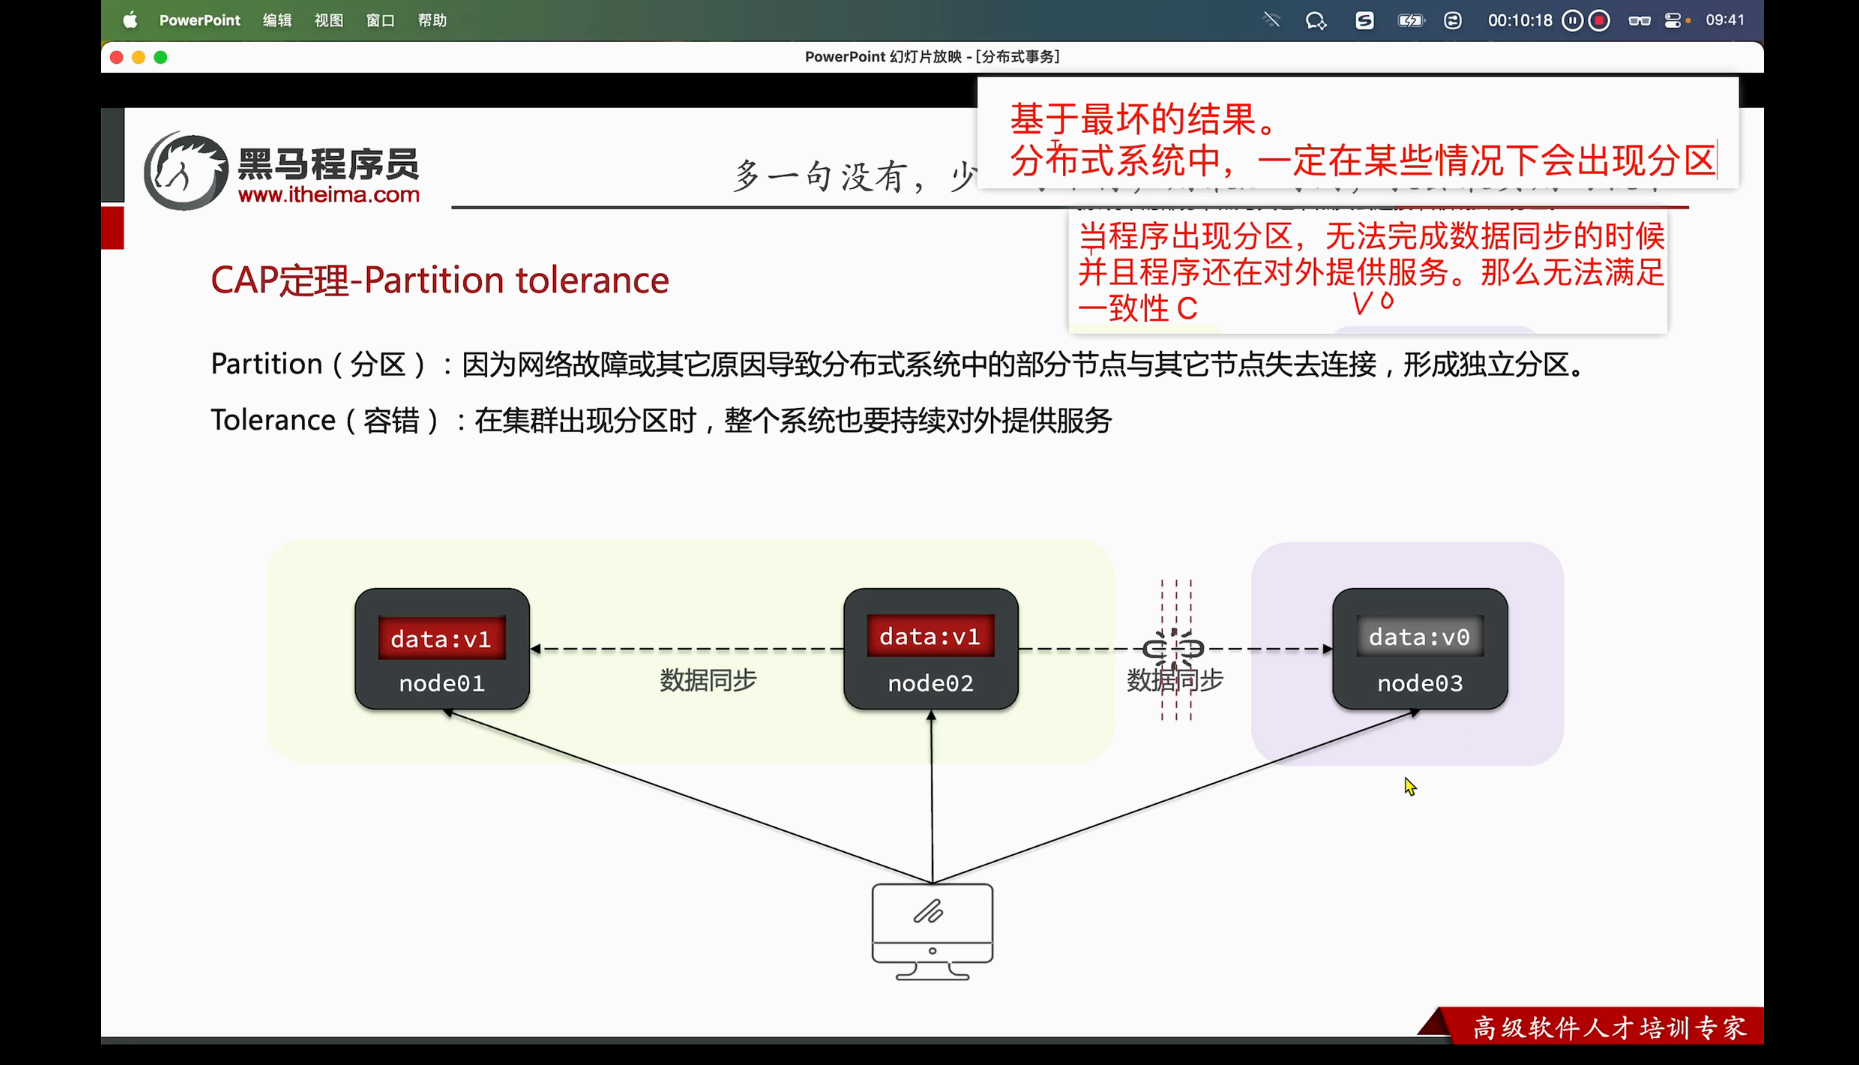 PowerPoint 编辑 视图 窗口 帮助 00:10:18 09:41
PowerPoint 幻灯片放映 - [分布式事务]
基于最坏的结果。
分布式系统中，一定在某些情况下会出现分区
黑马程序员
www.itheima.com
多一句没有，少
当程序出现分区，无法完成数据同步的时候
并且程序还在对外提供服务。那么无法满足
一致性 C
V0
CAP定理-Partition tolerance
Partition（分区）：因为网络故障或其它原因导致分布式系统中的部分节点与其它节点失去连接，形成独立分区。
Tolerance（容错）：在集群出现分区时，整个系统也要持续对外提供服务
data:v1
node01
数据同步
data:v1
node02
数据同步
data:v0
node03
高级软件人才培训专家